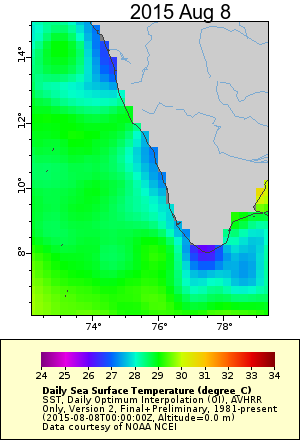 2015 Aug 8
14°
12°
10°
8°
74° 76° 78°
24 25 26 27 28 29 30 31 32 33 34
Daily Sea Surface Temperature (degree_C)
SST, Daily Optimum Interpolation (OI), AVHRR
Only, Version 2, Final+Preliminary, 1981-present
(2015-08-08T00:00:00Z, Altitude=0.0 m)
Data courtesy of NOAA NCEI